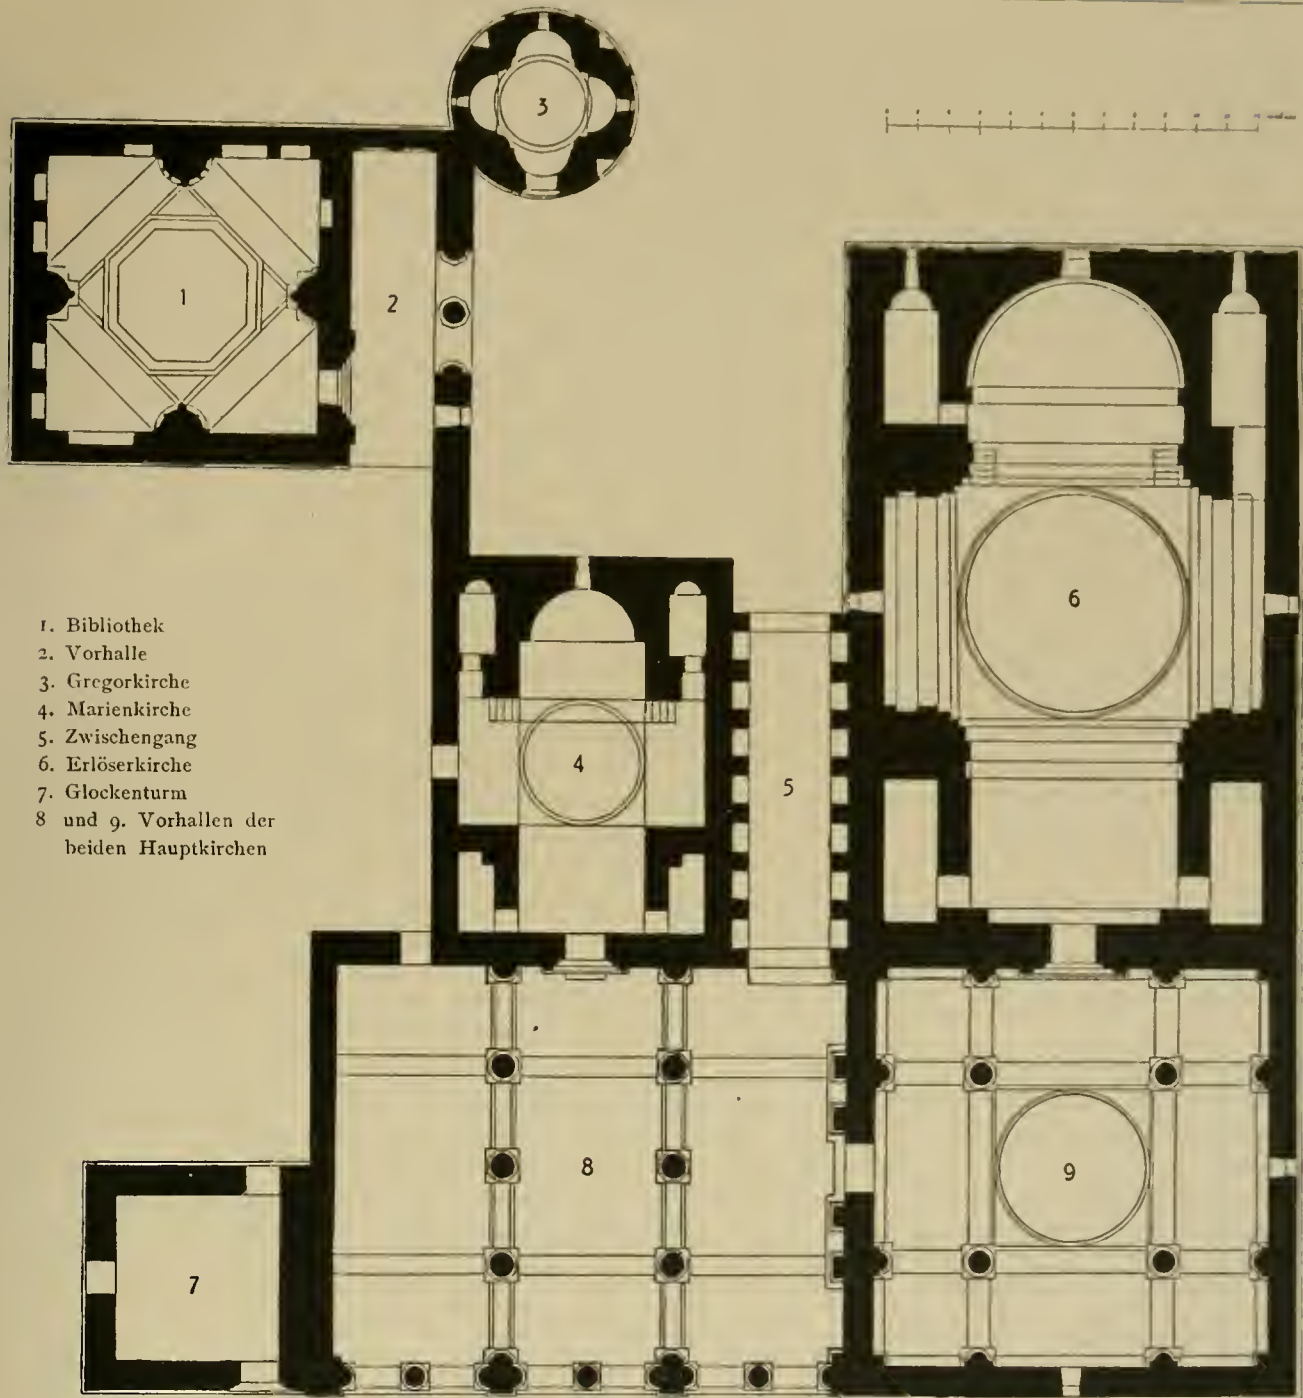 3
1
2
6
1. Bibliothek
2. Vorhalle
3. Gregorkirche
4. Marienkirche
5. Zwischengang
6. Erlöserkirche
7. Glockenturm
8 und 9. Vorhallen der
beiden Hauptkirchen
4
5
8
9
7